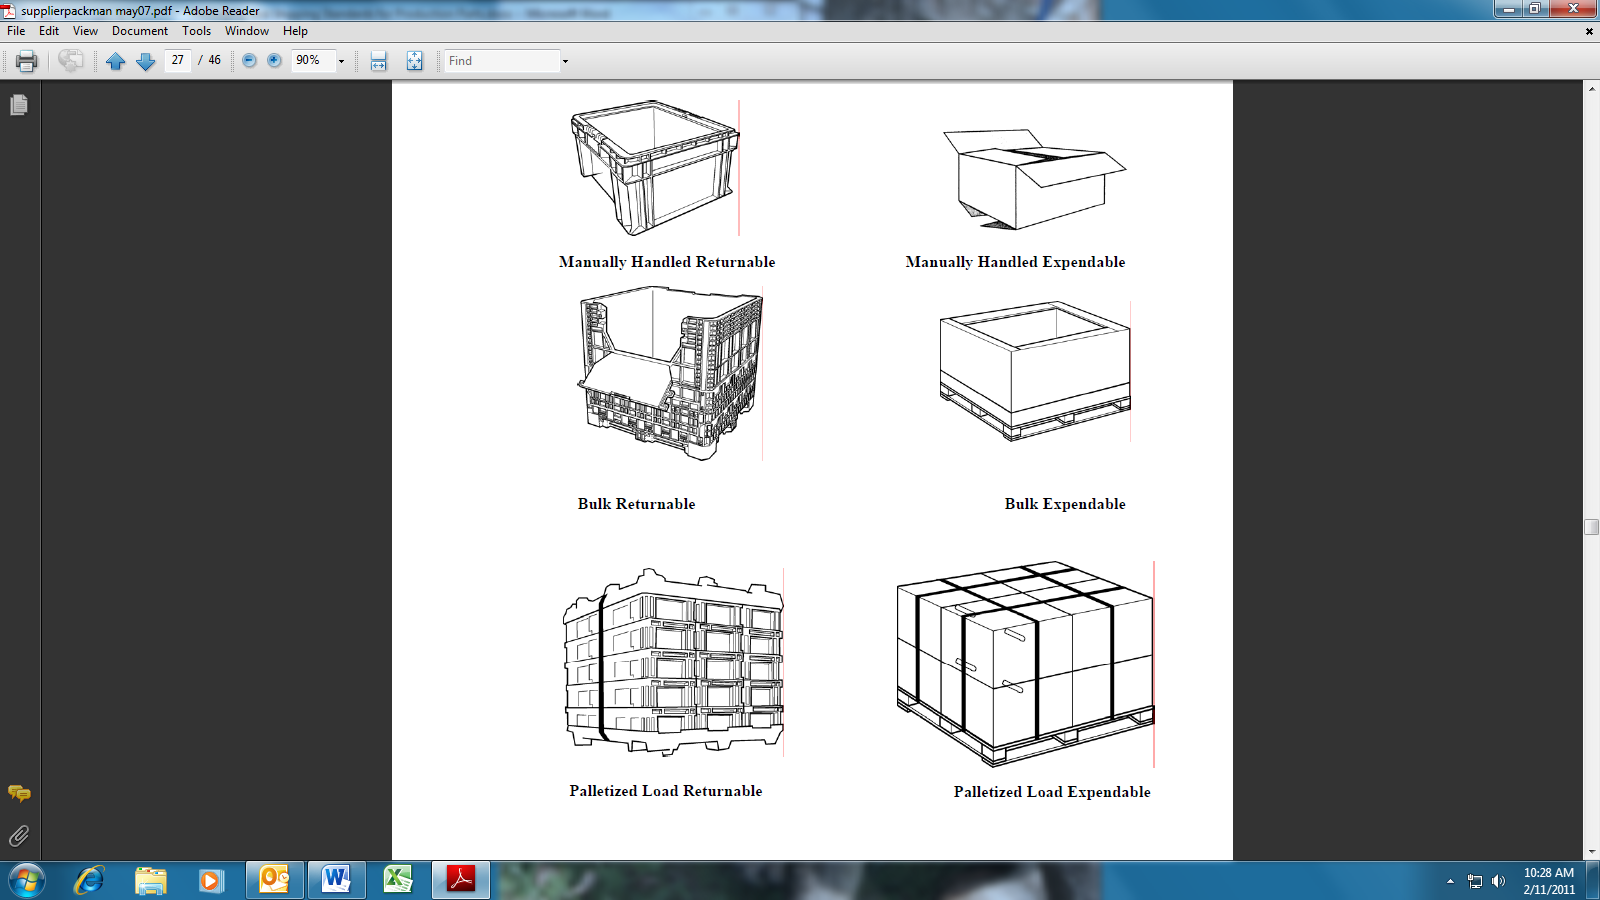 supplierpackman may07.pdf - Adobe Reader
File Edit View Document Tools Window Help
27 / 46 90% Find
Manually Handled Returnable
Manually Handled Expendable
Bulk Returnable
Bulk Expendable
Palletized Load Returnable
Palletized Load Expendable
10:28 AM
2/11/2011